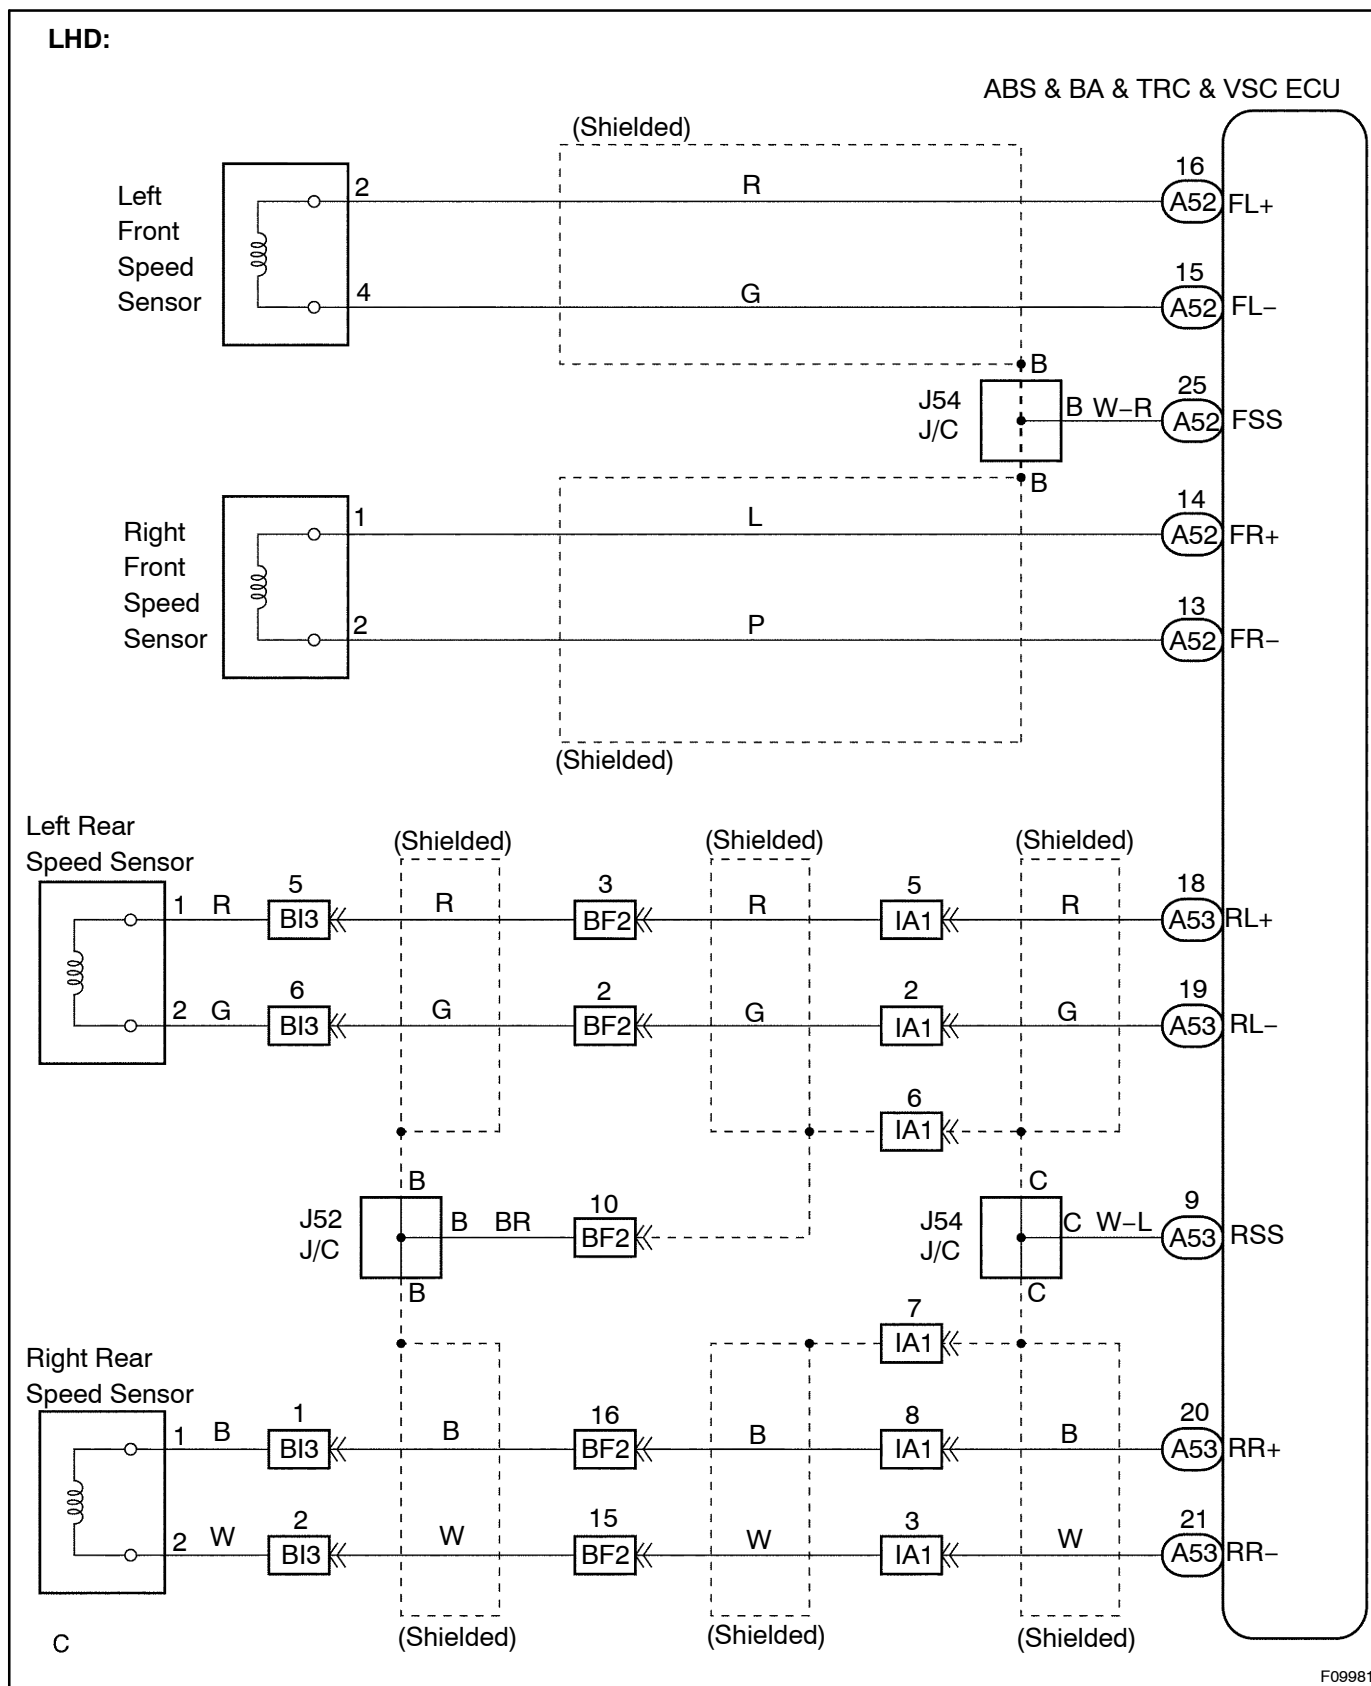 LHD:
ABS & BA & TRC & VSC ECU
(Shielded)
Left
Front
Speed
Sensor
2
R
16
A52
FL+
4
G
15
A52
FL−
B
J54
J/C
B
W−R
25
A52
FSS
B
Right
Front
Speed
Sensor
1
L
14
A52
FR+
2
P
13
A52
FR−
(Shielded)
Left Rear
Speed Sensor
(Shielded)
(Shielded)
(Shielded)
1
R
5
BI3
R
3
BF2
R
5
IA1
R
18
A53
RL+
2
G
6
BI3
G
2
BF2
G
2
IA1
G
19
A53
RL−
6
IA1
B
J52
J/C
B
BR
10
BF2
B
C
J54
J/C
C
W−L
9
A53
RSS
C
7
IA1
Right Rear
Speed Sensor
1
B
1
BI3
B
16
BF2
B
8
IA1
B
20
A53
RR+
2
W
2
BI3
W
15
BF2
W
3
IA1
W
21
A53
RR−
(Shielded)
(Shielded)
(Shielded)
C
F09981